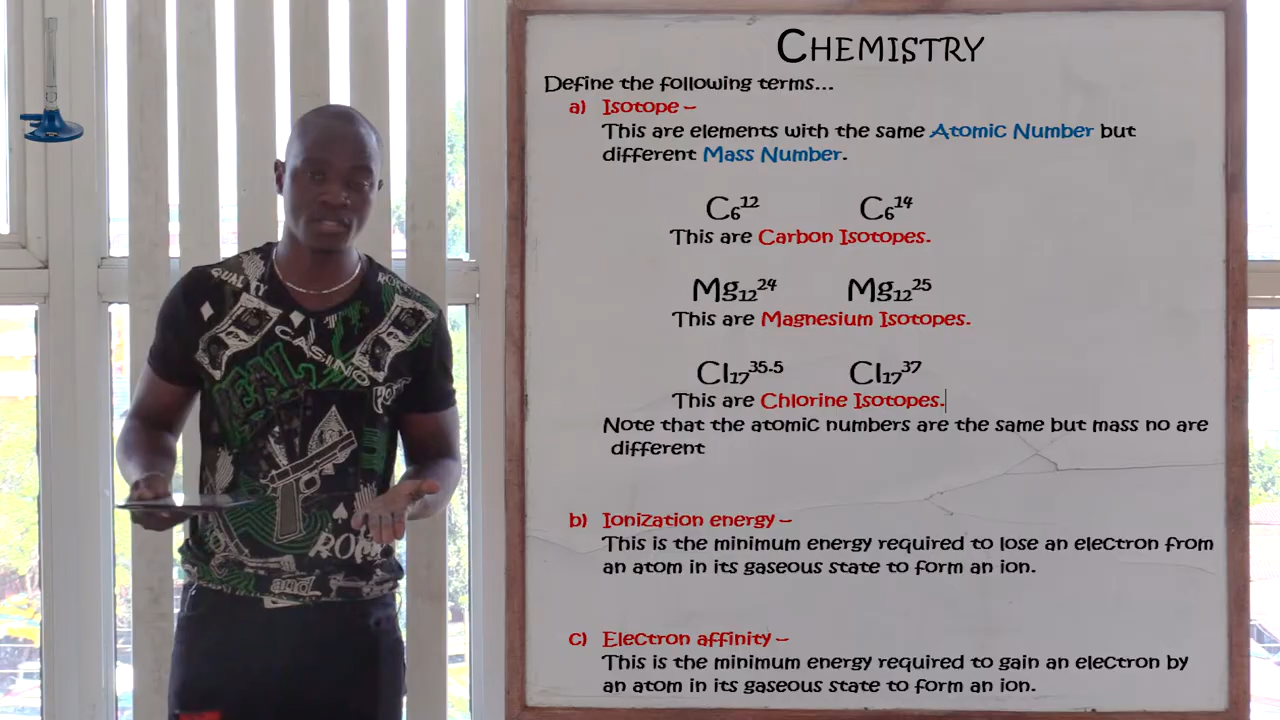 CHEMISTRY
Define the following terms...
a) Isotope –
This are elements with the same Atomic Number but
different Mass Number.
C₆¹² C₆¹⁴
This are Carbon Isotopes.
Mg₁₂²⁴ Mg₁₂²⁵
This are Magnesium Isotopes.
Cl₁₇³⁵·⁵ Cl₁₇³⁷
This are Chlorine Isotopes.
Note that the atomic numbers are the same but mass no are
different
b) Ionization energy –
This is the minimum energy required to lose an electron from
an atom in its gaseous state to form an ion.
c) Electron affinity –
This is the minimum energy required to gain an electron by
an atom in its gaseous state to form an ion.
QUALITY
CASINO
REAL
ROCK
and